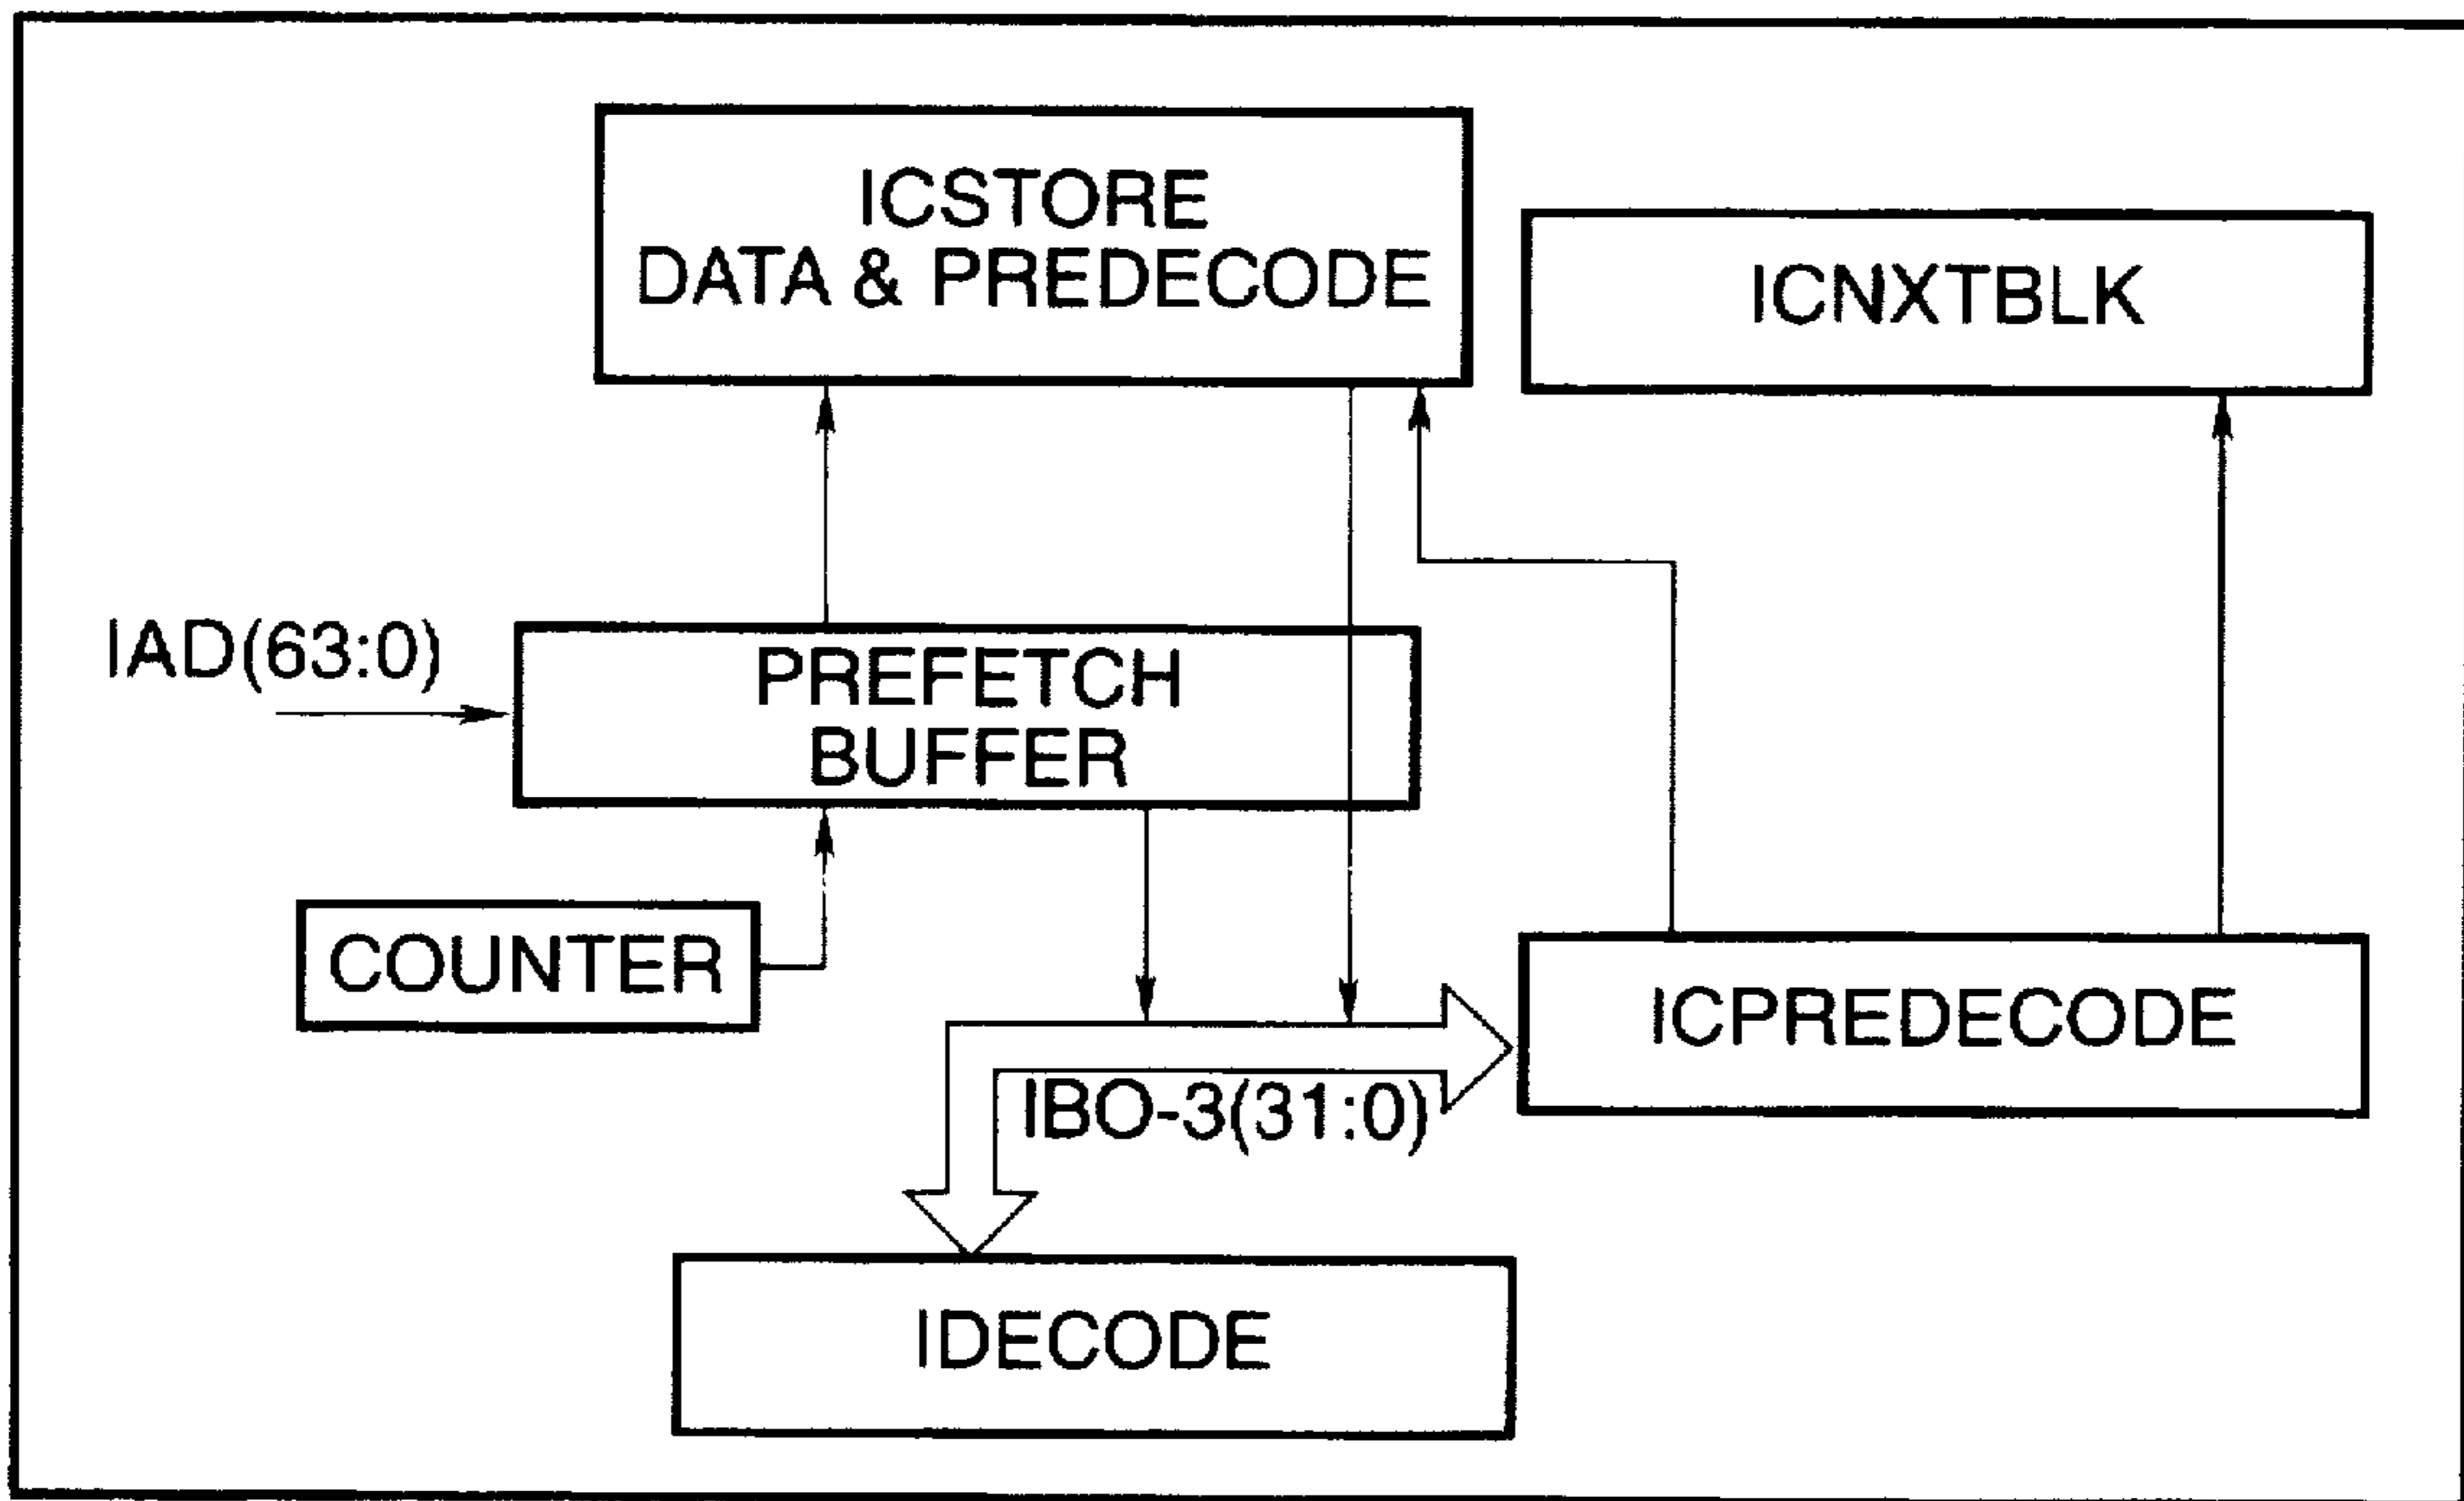 ICSTORE
DATA & PREDECODE
ICNXTBLK
IAD(63:0)
PREFETCH
BUFFER
COUNTER
ICPREDECODE
IBO-3(31:0)
IDECODE